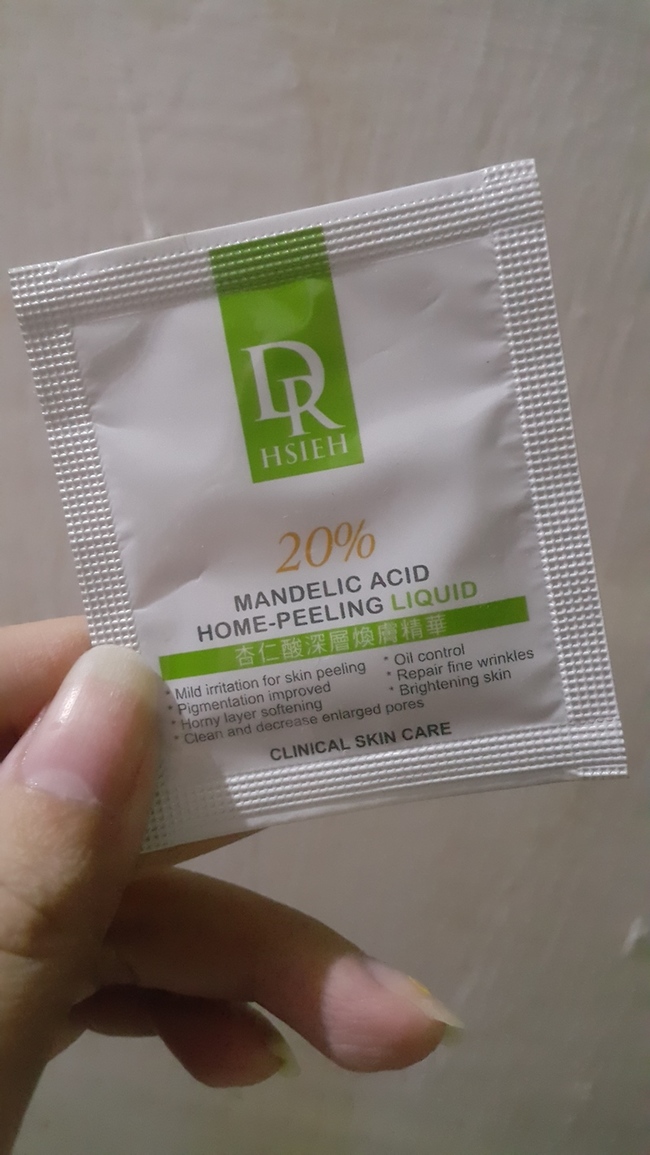 DR
HSIEH
20%
MANDELIC ACID
HOME-PEELING LIQUID
杏仁酸深層煥膚精華
* Mild irritation for skin peeling
* Pigmentation improved
* Horny layer softening
* Clean and decrease enlarged pores
* Oil control
* Repair fine wrinkles
* Brightening skin
CLINICAL SKIN CARE